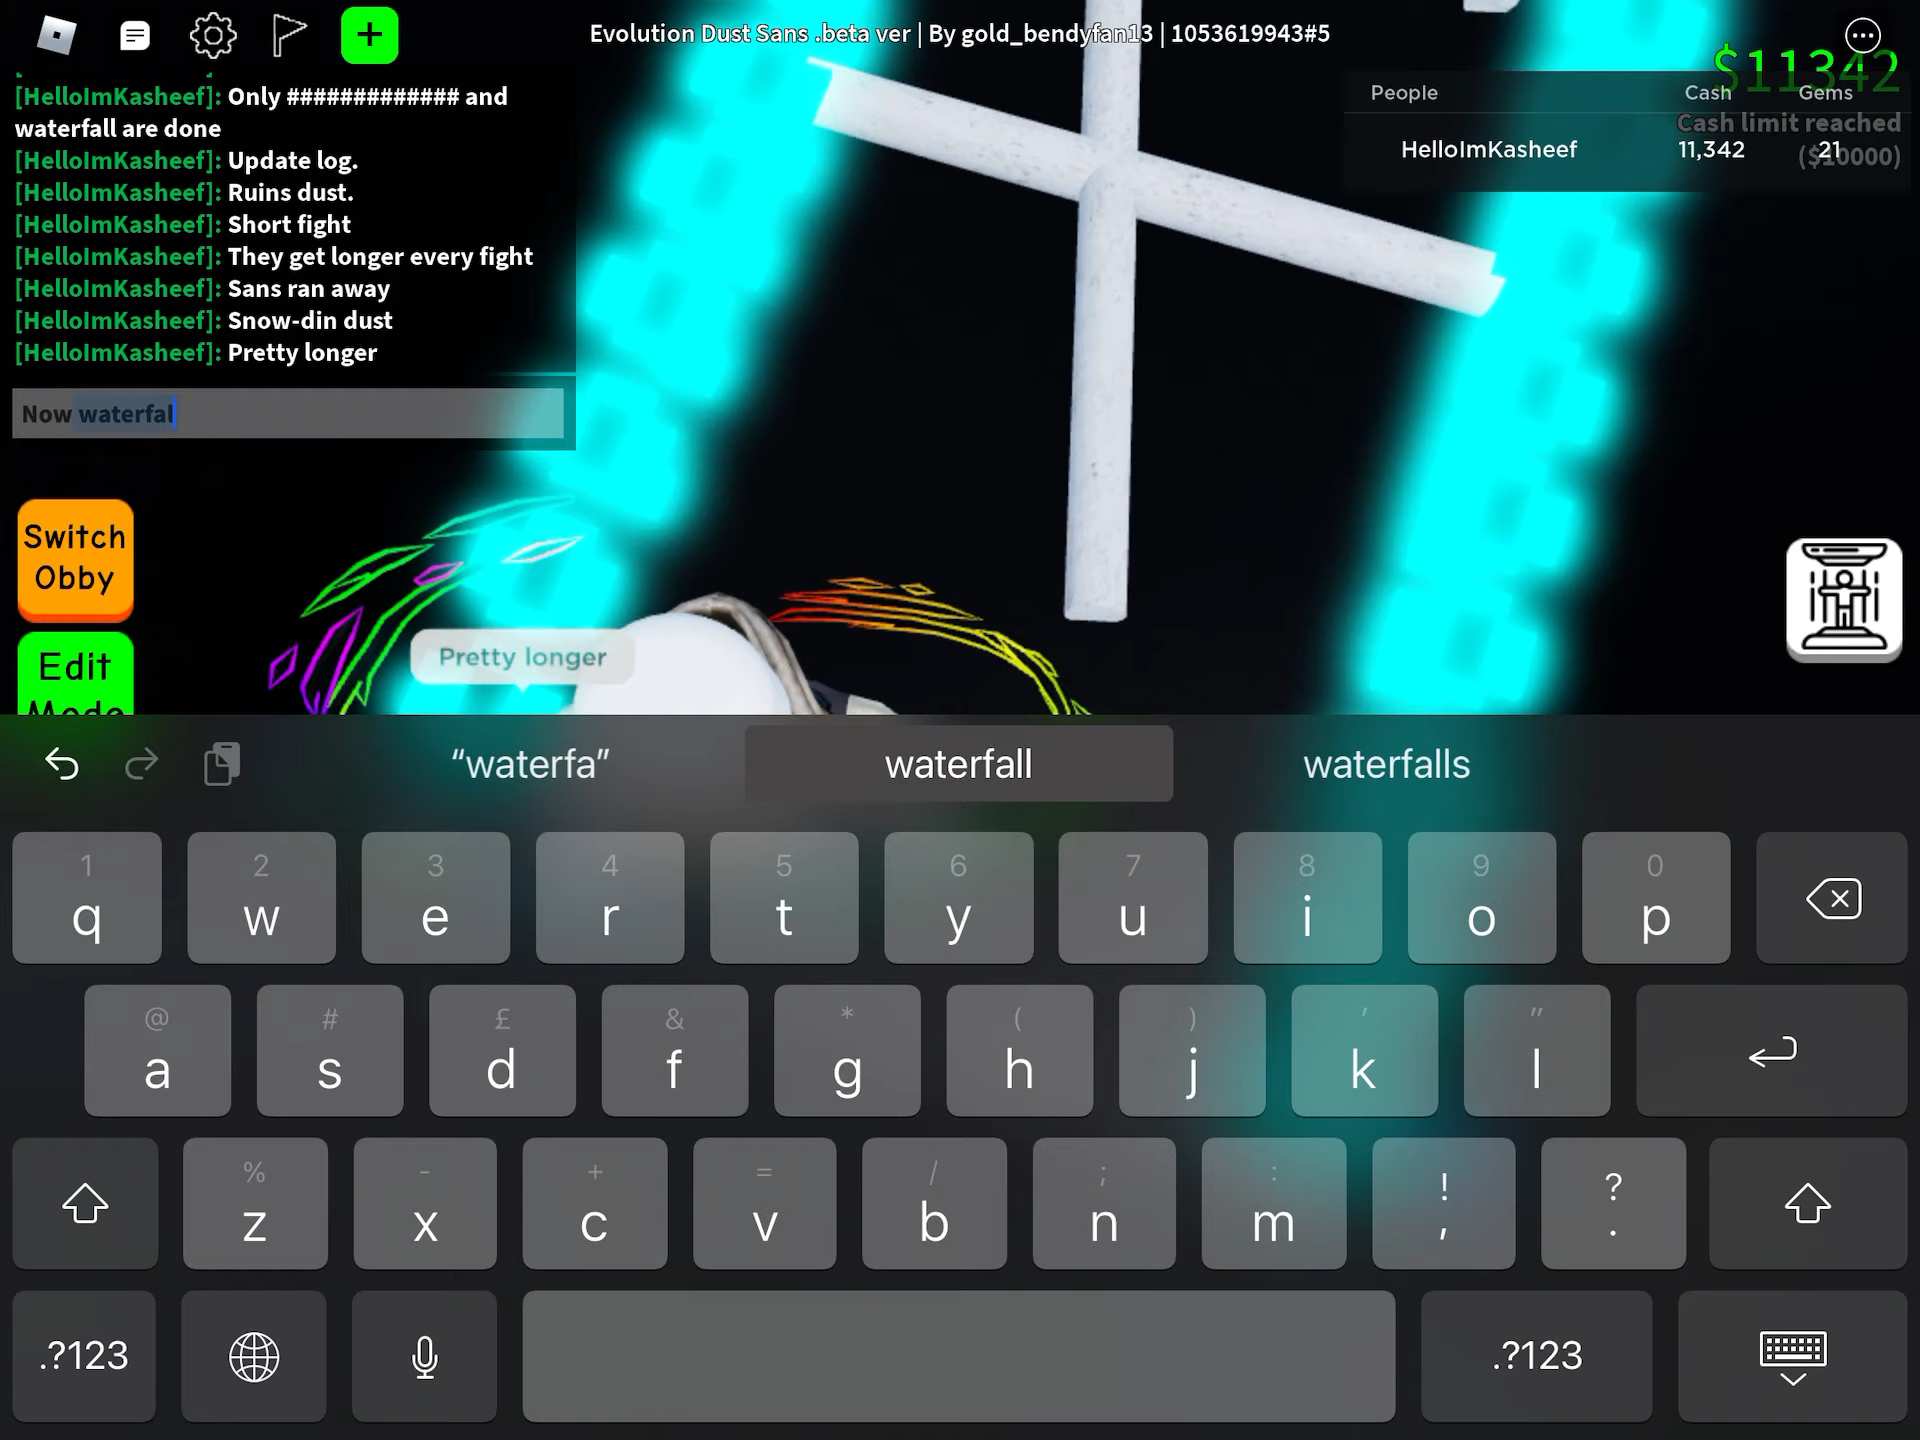 Evolution Dust Sans .beta ver | By gold_bendyfan13 | 1053619943#5
$11342
People Cash Gems
Cash limit reached
($10000)
HelloImKasheef 11,342 21
[HelloImKasheef]: Only ############# and
waterfall are done
[HelloImKasheef]: Update log.
[HelloImKasheef]: Ruins dust.
[HelloImKasheef]: Short fight
[HelloImKasheef]: They get longer every fight
[HelloImKasheef]: Sans ran away
[HelloImKasheef]: Snow-din dust
[HelloImKasheef]: Pretty longer
Now waterfal
Switch
Obby
Edit
Mode
Pretty longer
“waterfa” waterfall waterfalls
1 2 3 4 5 6 7 8 9 0
q w e r t y u i o p
@ # £ & * ( ) ' "
a s d f g h j k l
% - + = / ; : ! ?
z x c v b n m , .
.?123 .?123